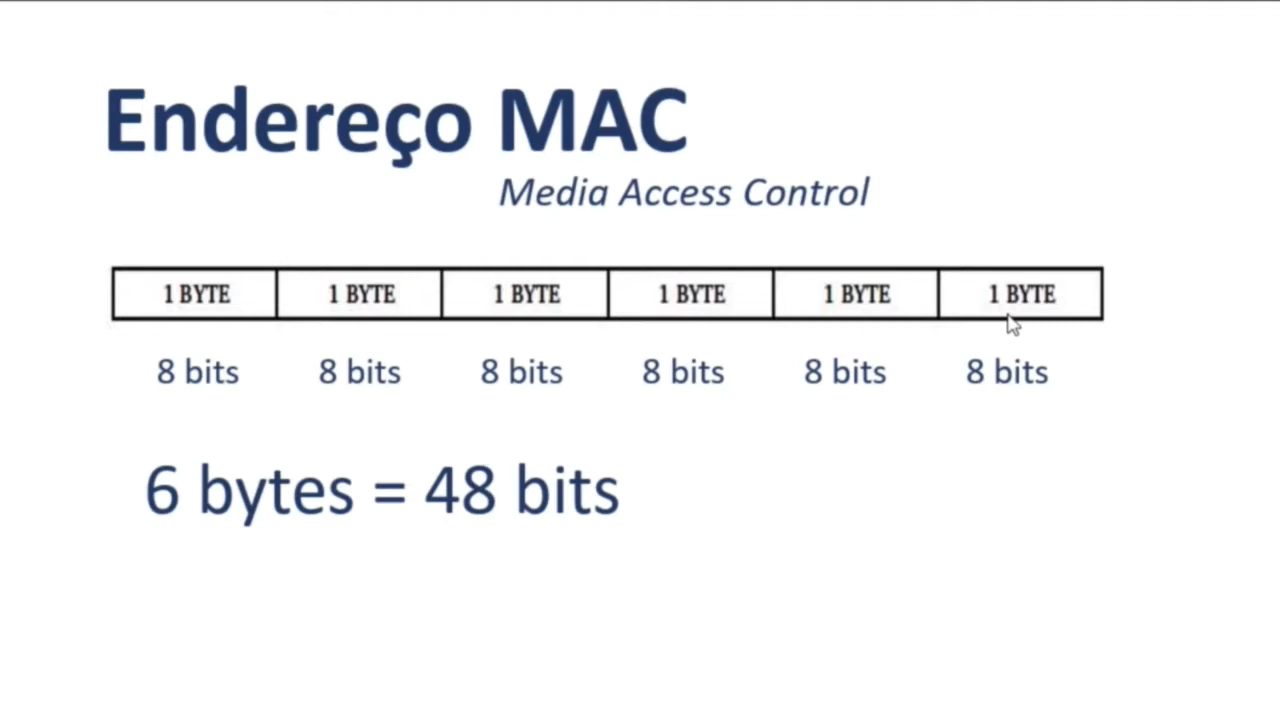 Endereço MAC
Media Access Control
1 BYTE 1 BYTE 1 BYTE 1 BYTE 1 BYTE 1 BYTE
8 bits 8 bits 8 bits 8 bits 8 bits 8 bits
6 bytes = 48 bits